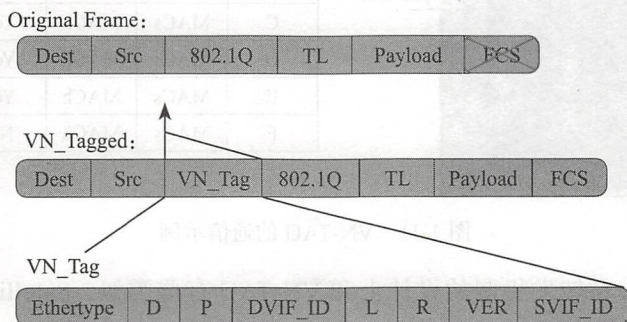 Original Frame:
Dest Src 802.1Q TL Payload FCS
VN_Tagged:
Dest Src VN_Tag 802.1Q TL Payload FCS
VN_Tag
Ethertype D P DVIF_ID L R VER SVIF_ID